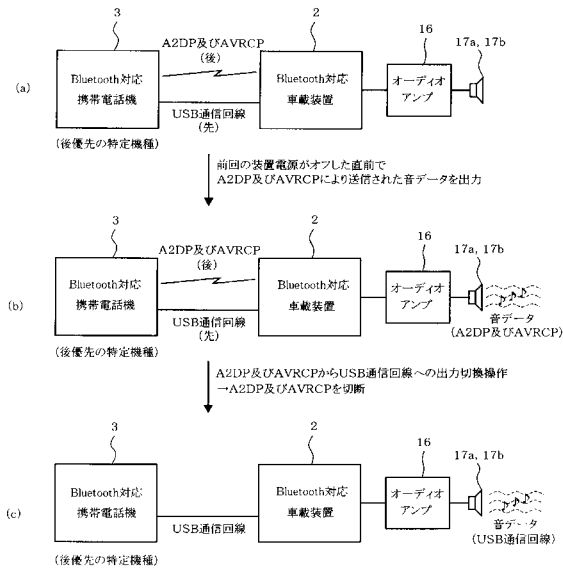 3
2
A2DP及びAVRCP
(後)
16
17a, 17b
(a)
Bluetooth対応
携帯電話機
Bluetooth対応
車載装置
オーディオ
アンプ
USB通信回線
(先)
(後優先の特定機種)
前回の装置電源がオフした直前で
A2DP及びAVRCPにより送信された音データを出力
3
2
A2DP及びAVRCP
(後)
16
17a, 17b
(b)
Bluetooth対応
携帯電話機
Bluetooth対応
車載装置
オーディオ
アンプ
USB通信回線
(先)
音データ
(A2DP及びAVRCP)
(後優先の特定機種)
A2DP及びAVRCPからUSB通信回線への出力切換操作
→A2DP及びAVRCPを切断
3
2
16
17a, 17b
(c)
Bluetooth対応
携帯電話機
Bluetooth対応
車載装置
オーディオ
アンプ
USB通信回線
音データ
(USB通信回線)
(後優先の特定機種)